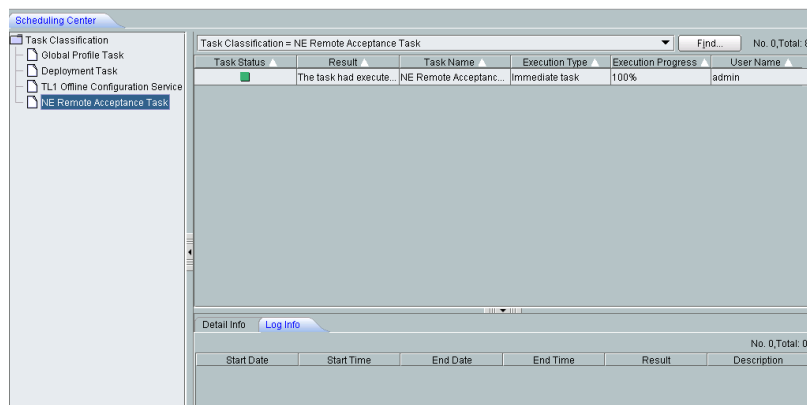 Scheduling Center
Task Classification
Global Profile Task
Deployment Task
TL1 Offline Configuration Service
NE Remote Acceptance Task
Task Classification = NE Remote Acceptance Task
Find...
No. 0,Total:
Task Status Result Task Name Execution Type Execution Progress User Name
The task had execute... NE Remote Acceptanc... Immediate task 100% admin
Detail Info Log Info
No. 0,Total: 0
Start Date Start Time End Date End Time Result Description